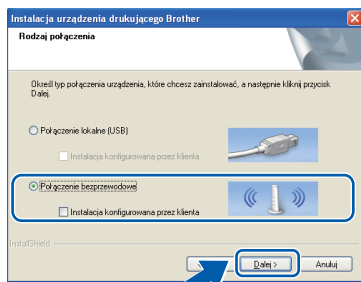 Instalacja urządzenia drukującego Brother
Rodzaj połączenia
Określ typ połączenia urządzenia, które chcesz zainstalować, a następnie kliknij przycisk
Dalej.
Połączenie lokalne (USB)
Instalacja konfigurowana przez klienta
Połączenie bezprzewodowe
Instalacja konfigurowana przez klienta
InstallShield
Dalej >
Anuluj